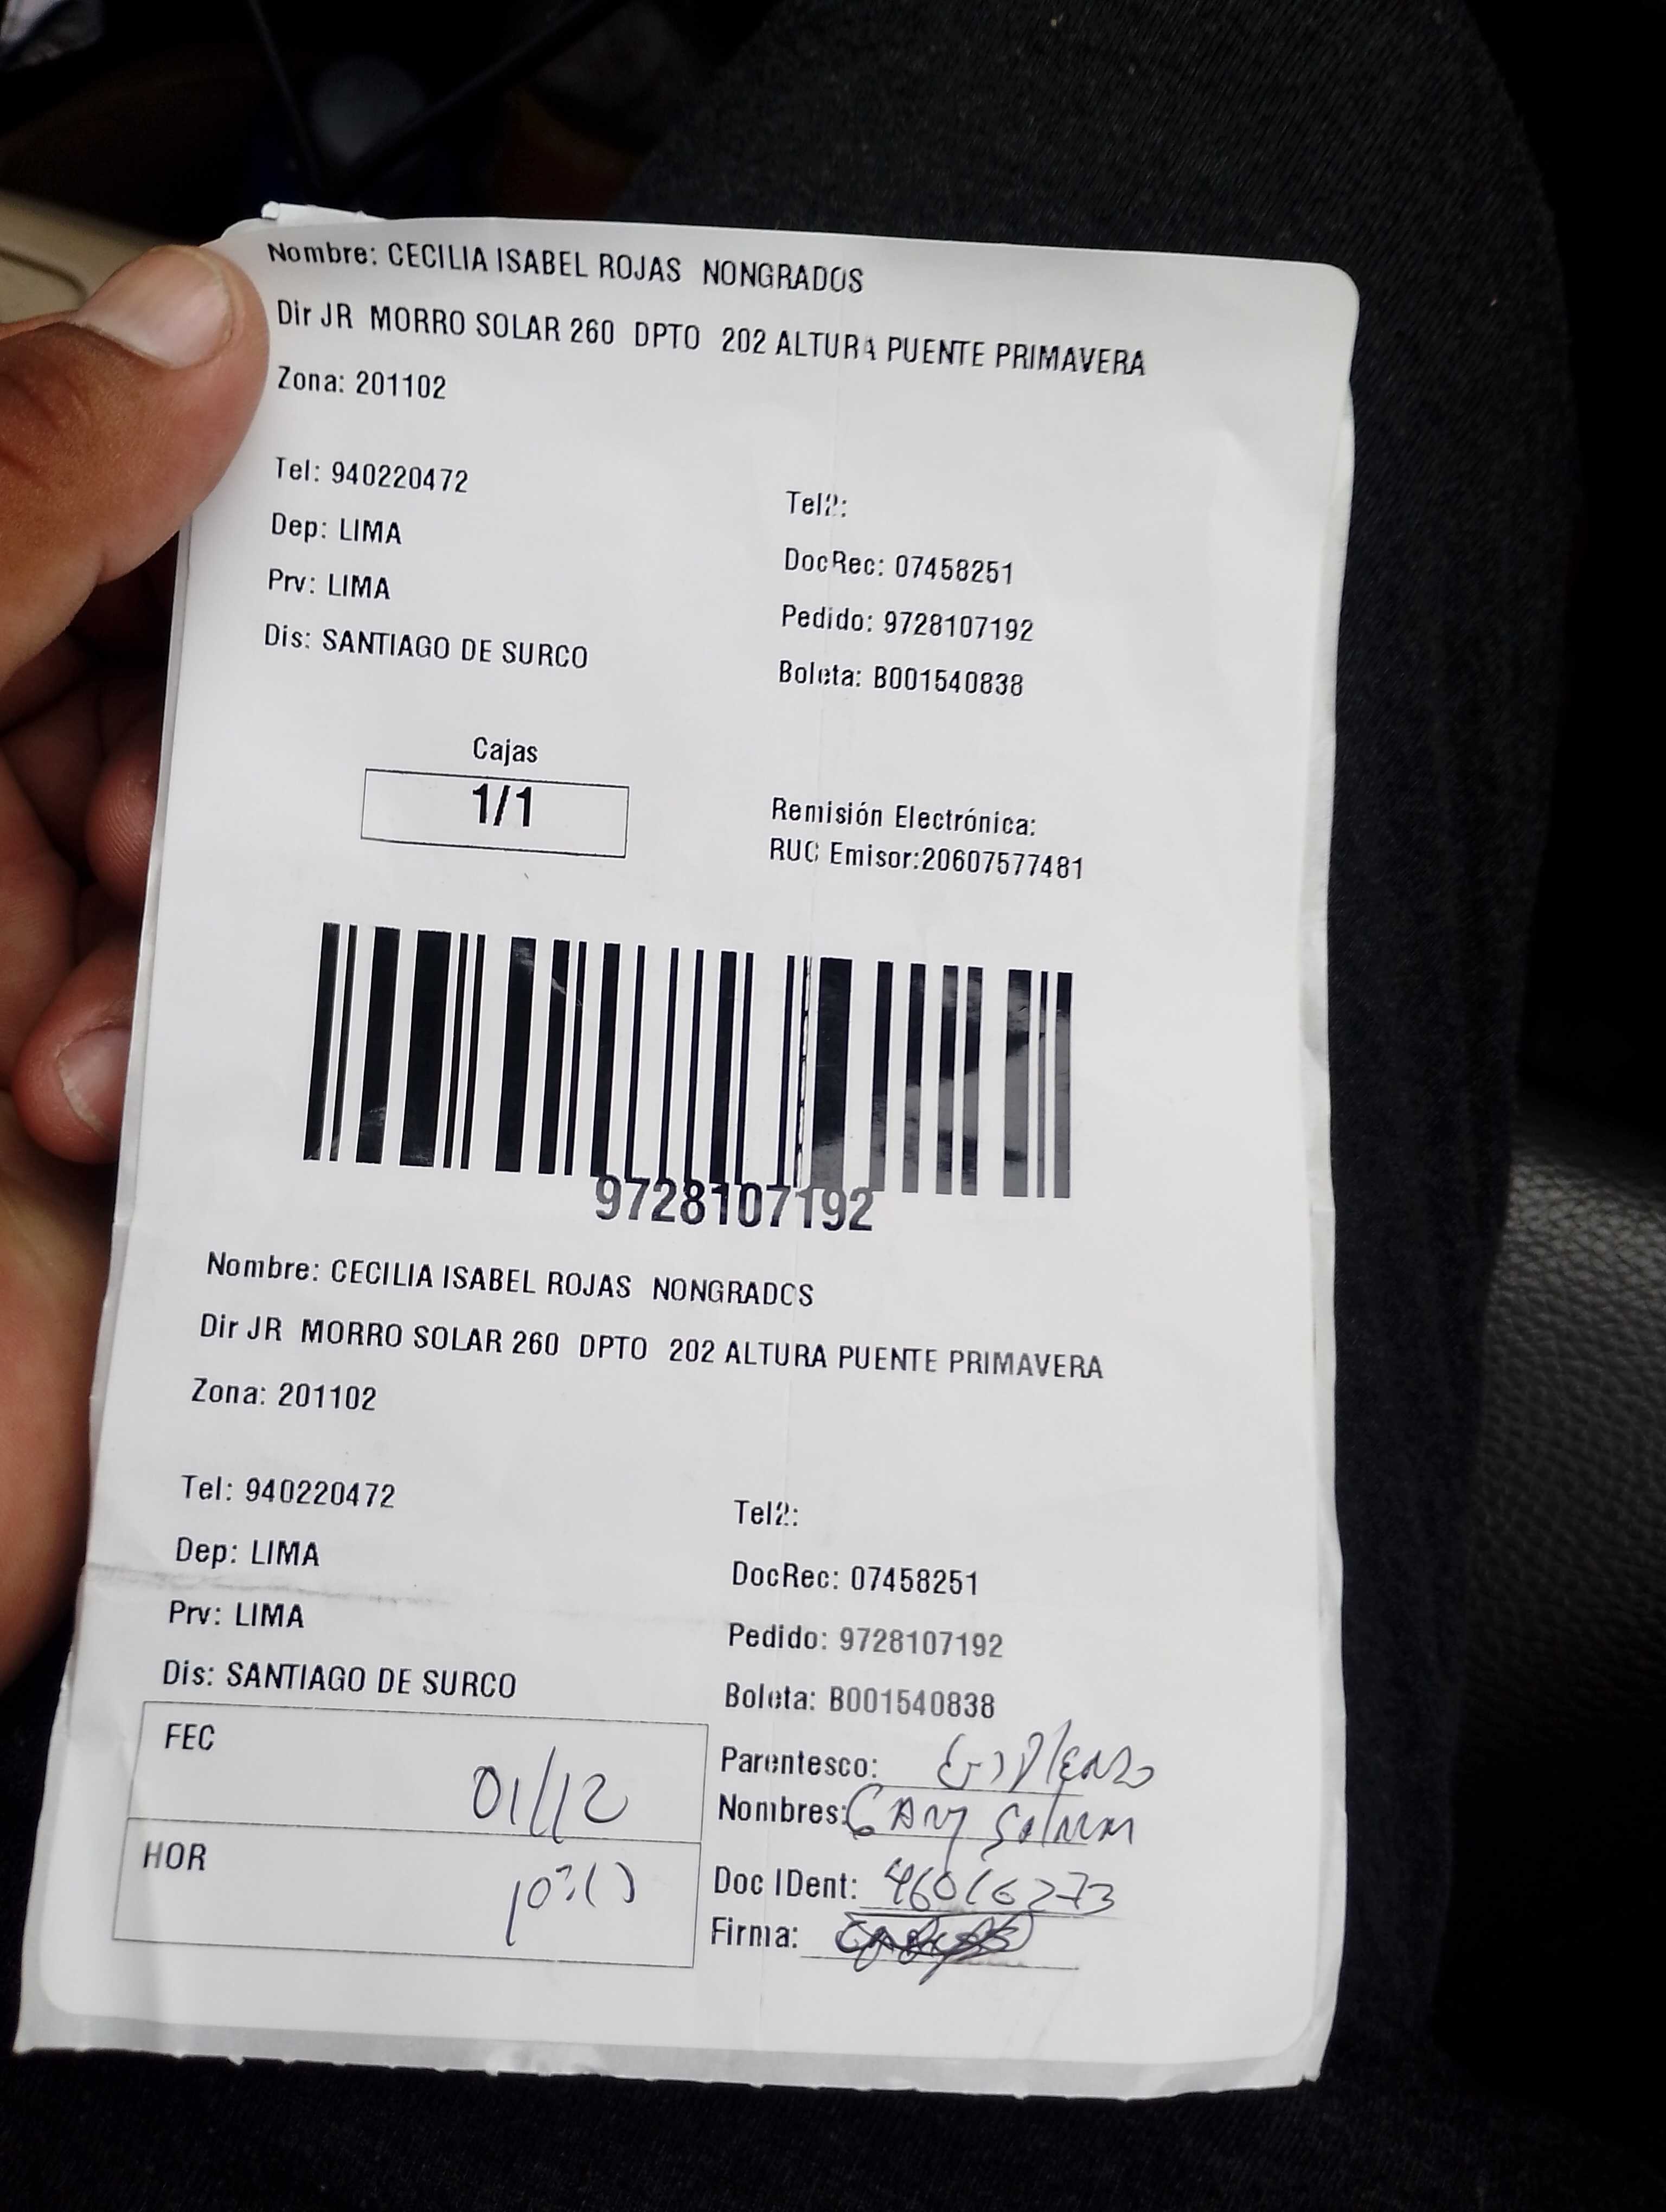 Nombre: CECILIA ISABEL ROJAS NONGRADOS
Dir JR MORRO SOLAR 260 DPTO 202 ALTURA PUENTE PRIMAVERA
Zona: 201102
Tel: 940220472
Tel2:
Dep: LIMA
DocRec: 07458251
Prv: LIMA
Pedido: 9728107192
Dis: SANTIAGO DE SURCO
Boleta: B001540838
Cajas
1/1
Remisión Electrónica:
RUC Emisor:20607577481
9728107192
Nombre: CECILIA ISABEL ROJAS NONGRADOS
Dir JR MORRO SOLAR 260 DPTO 202 ALTURA PUENTE PRIMAVERA
Zona: 201102
Tel: 940220472
Tel2:
Dep: LIMA
DocRec: 07458251
Prv: LIMA
Pedido: 9728107192
Dis: SANTIAGO DE SURCO
Boleta: B001540838
FEC 01/12
Parentesco:
Nombres:
HOR
Doc IDent: 46016273
Firma: